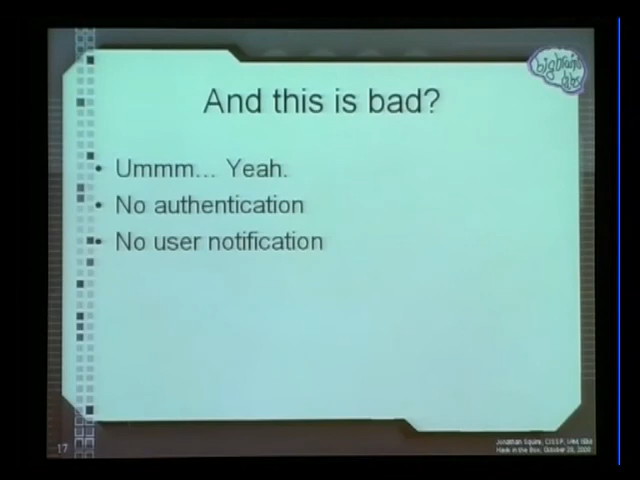 And this is bad?
• Ummm... Yeah.
• No authentication
• No user notification
17